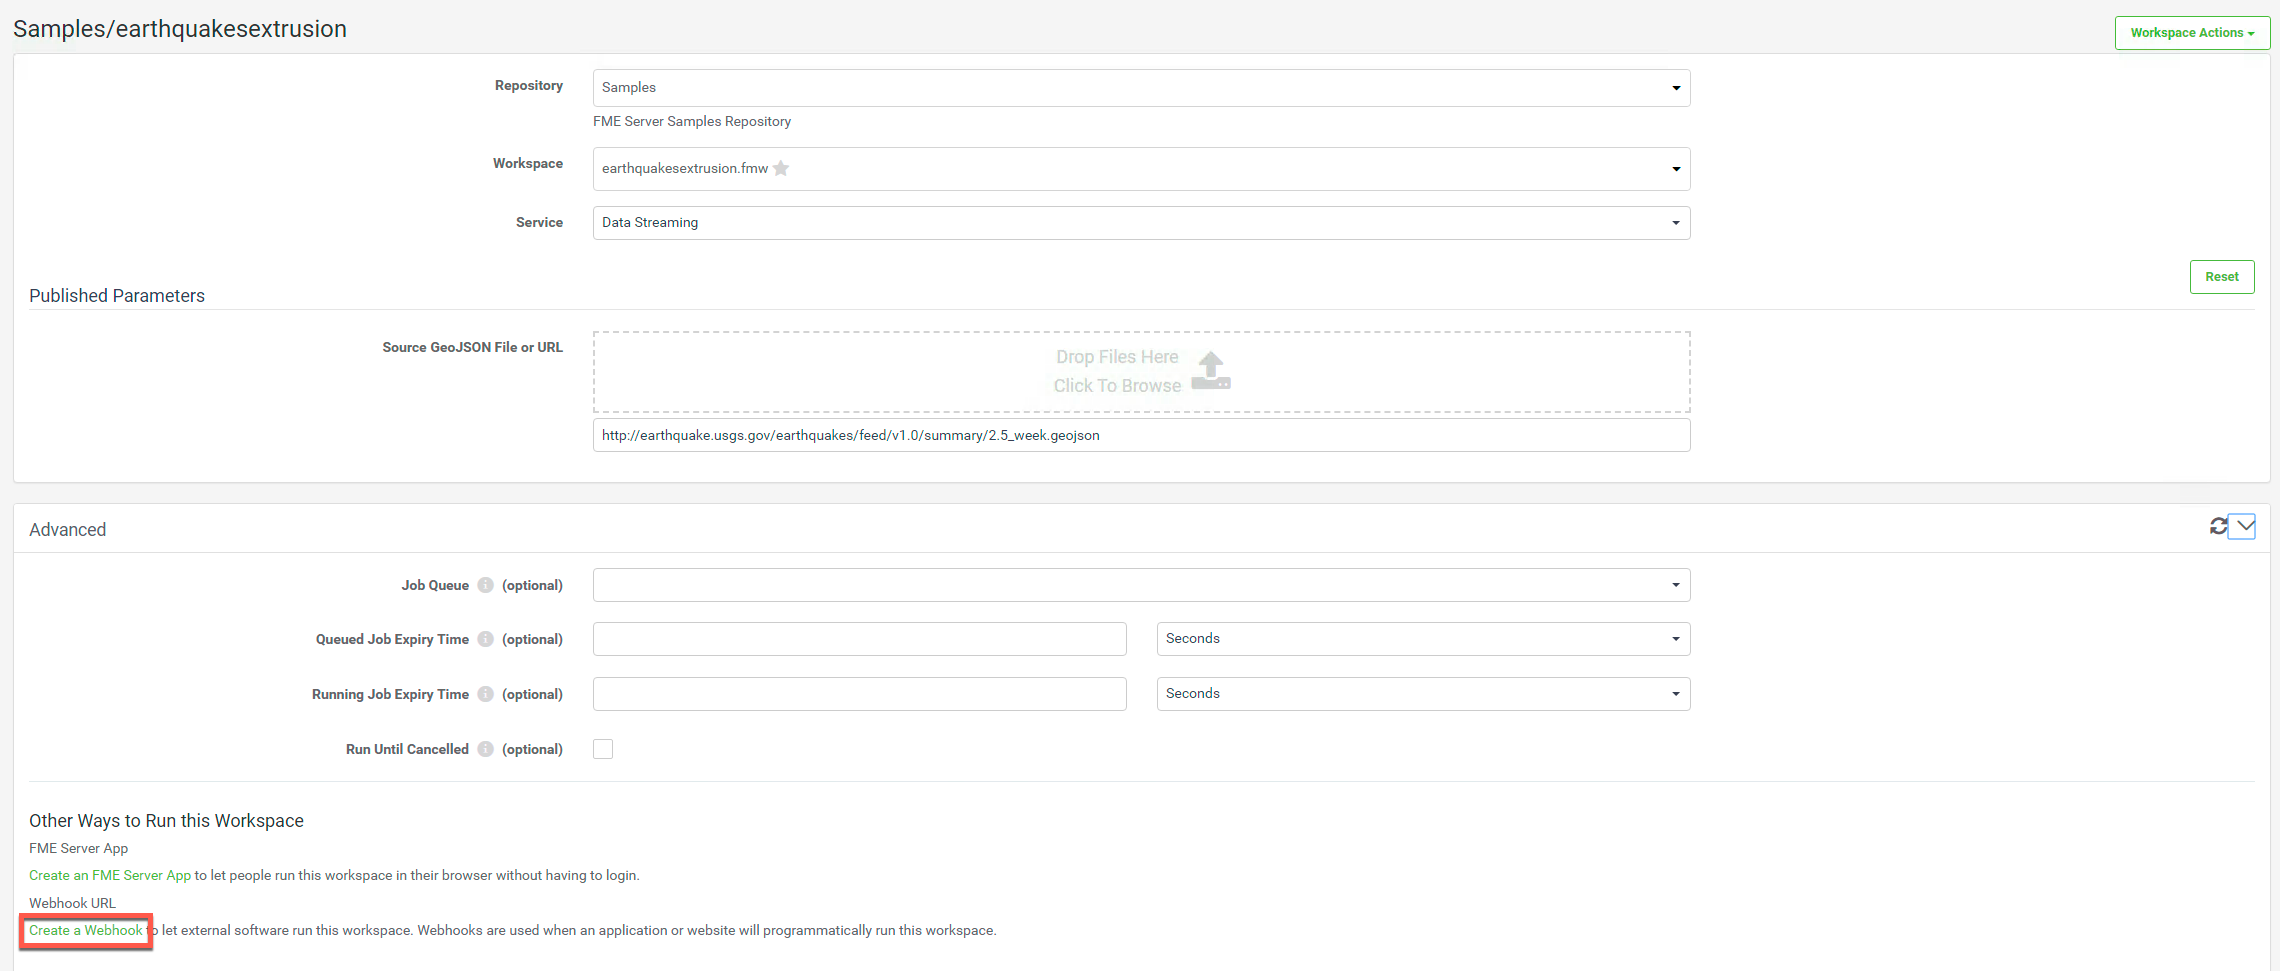 Samples/earthquakesextrusion
Workspace Actions
Repository
Samples
FME Server Samples Repository
Workspace
earthquakesextrusion.fmw
Service
Data Streaming
Reset
Published Parameters
Source GeoJSON File or URL
Drop Files Here
Click To Browse
http://earthquake.usgs.gov/earthquakes/feed/v1.0/summary/2.5_week.geojson
Advanced
Job Queue (optional)
Queued Job Expiry Time (optional)
Seconds
Running Job Expiry Time (optional)
Seconds
Run Until Cancelled (optional)
Other Ways to Run this Workspace
FME Server App
Create an FME Server App to let people run this workspace in their browser without having to login.
Webhook URL
Create a Webhook to let external software run this workspace. Webhooks are used when an application or website will programmatically run this workspace.